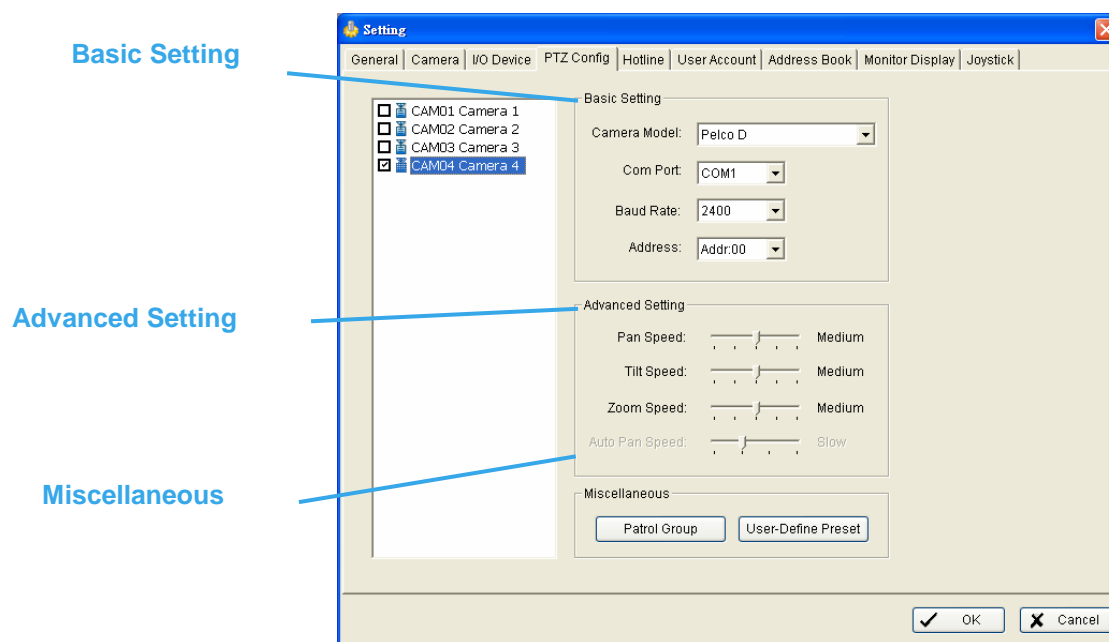 Basic Setting
Advanced Setting
Miscellaneous
Setting
General Camera I/O Device PTZ Config Hotline User Account Address Book Monitor Display Joystick
CAM01 Camera 1
CAM02 Camera 2
CAM03 Camera 3
CAM04 Camera 4
Basic Setting
Camera Model: Pelco D
Com Port: COM1
Baud Rate: 2400
Address: Addr:00
Advanced Setting
Pan Speed: Medium
Tilt Speed: Medium
Zoom Speed: Medium
Auto Pan Speed: Slow
Miscellaneous
Patrol Group User-Define Preset
OK Cancel